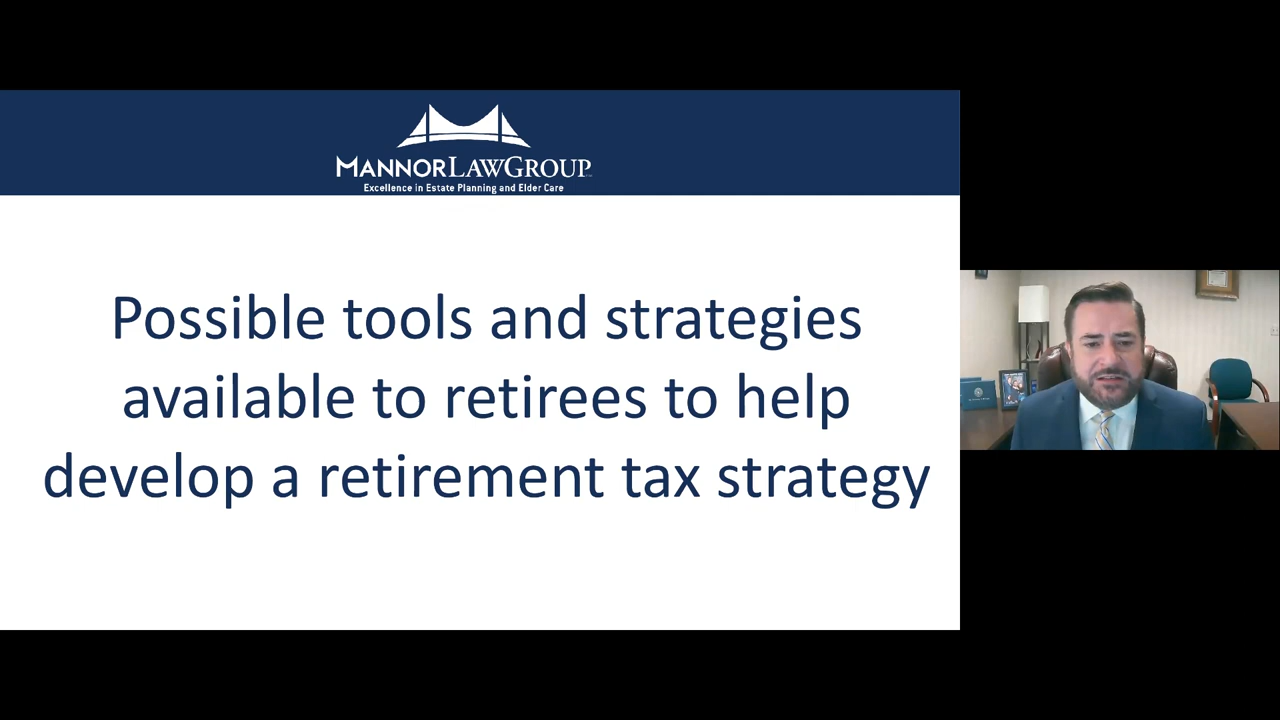 MANNORLAWGROUP
Excellence in Estate Planning and Elder Care
Possible tools and strategies
available to retirees to help
develop a retirement tax strategy